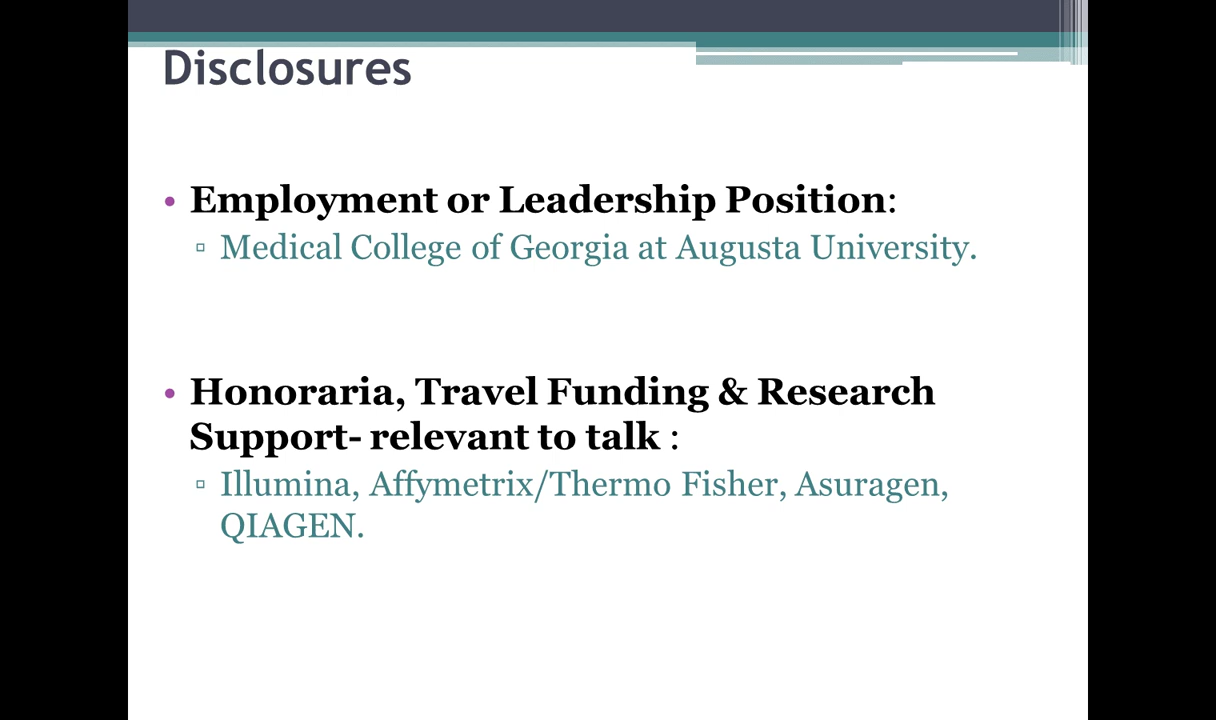 Disclosures
• Employment or Leadership Position:
▫ Medical College of Georgia at Augusta University.
• Honoraria, Travel Funding & Research
Support- relevant to talk :
▫ Illumina, Affymetrix/Thermo Fisher, Asuragen,
QIAGEN.